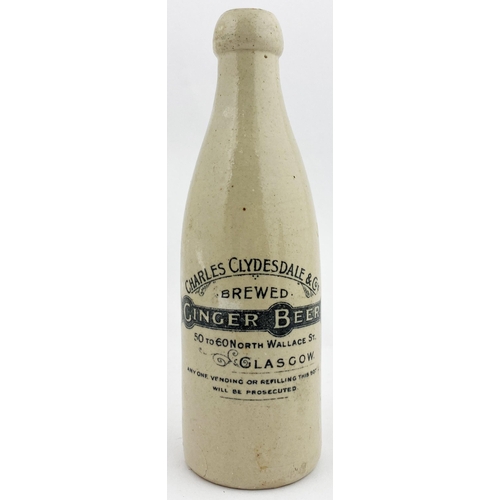 CHARLES CLYDESDALE & Co
BREWED
GINGER BEER
50 TO 60 NORTH WALLACE ST.
GLASGOW.
ANY ONE VENDING OR REFILLING THIS
WILL BE PROSECUTED.